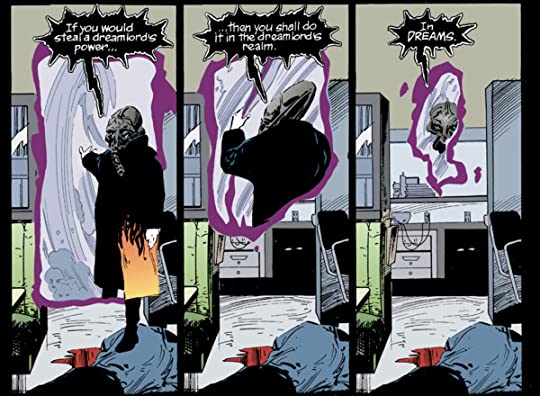 If you would
steal a dreamlord's
power...
...then you shall do
it in the dreamlord's
realm.
In
DREAMS.